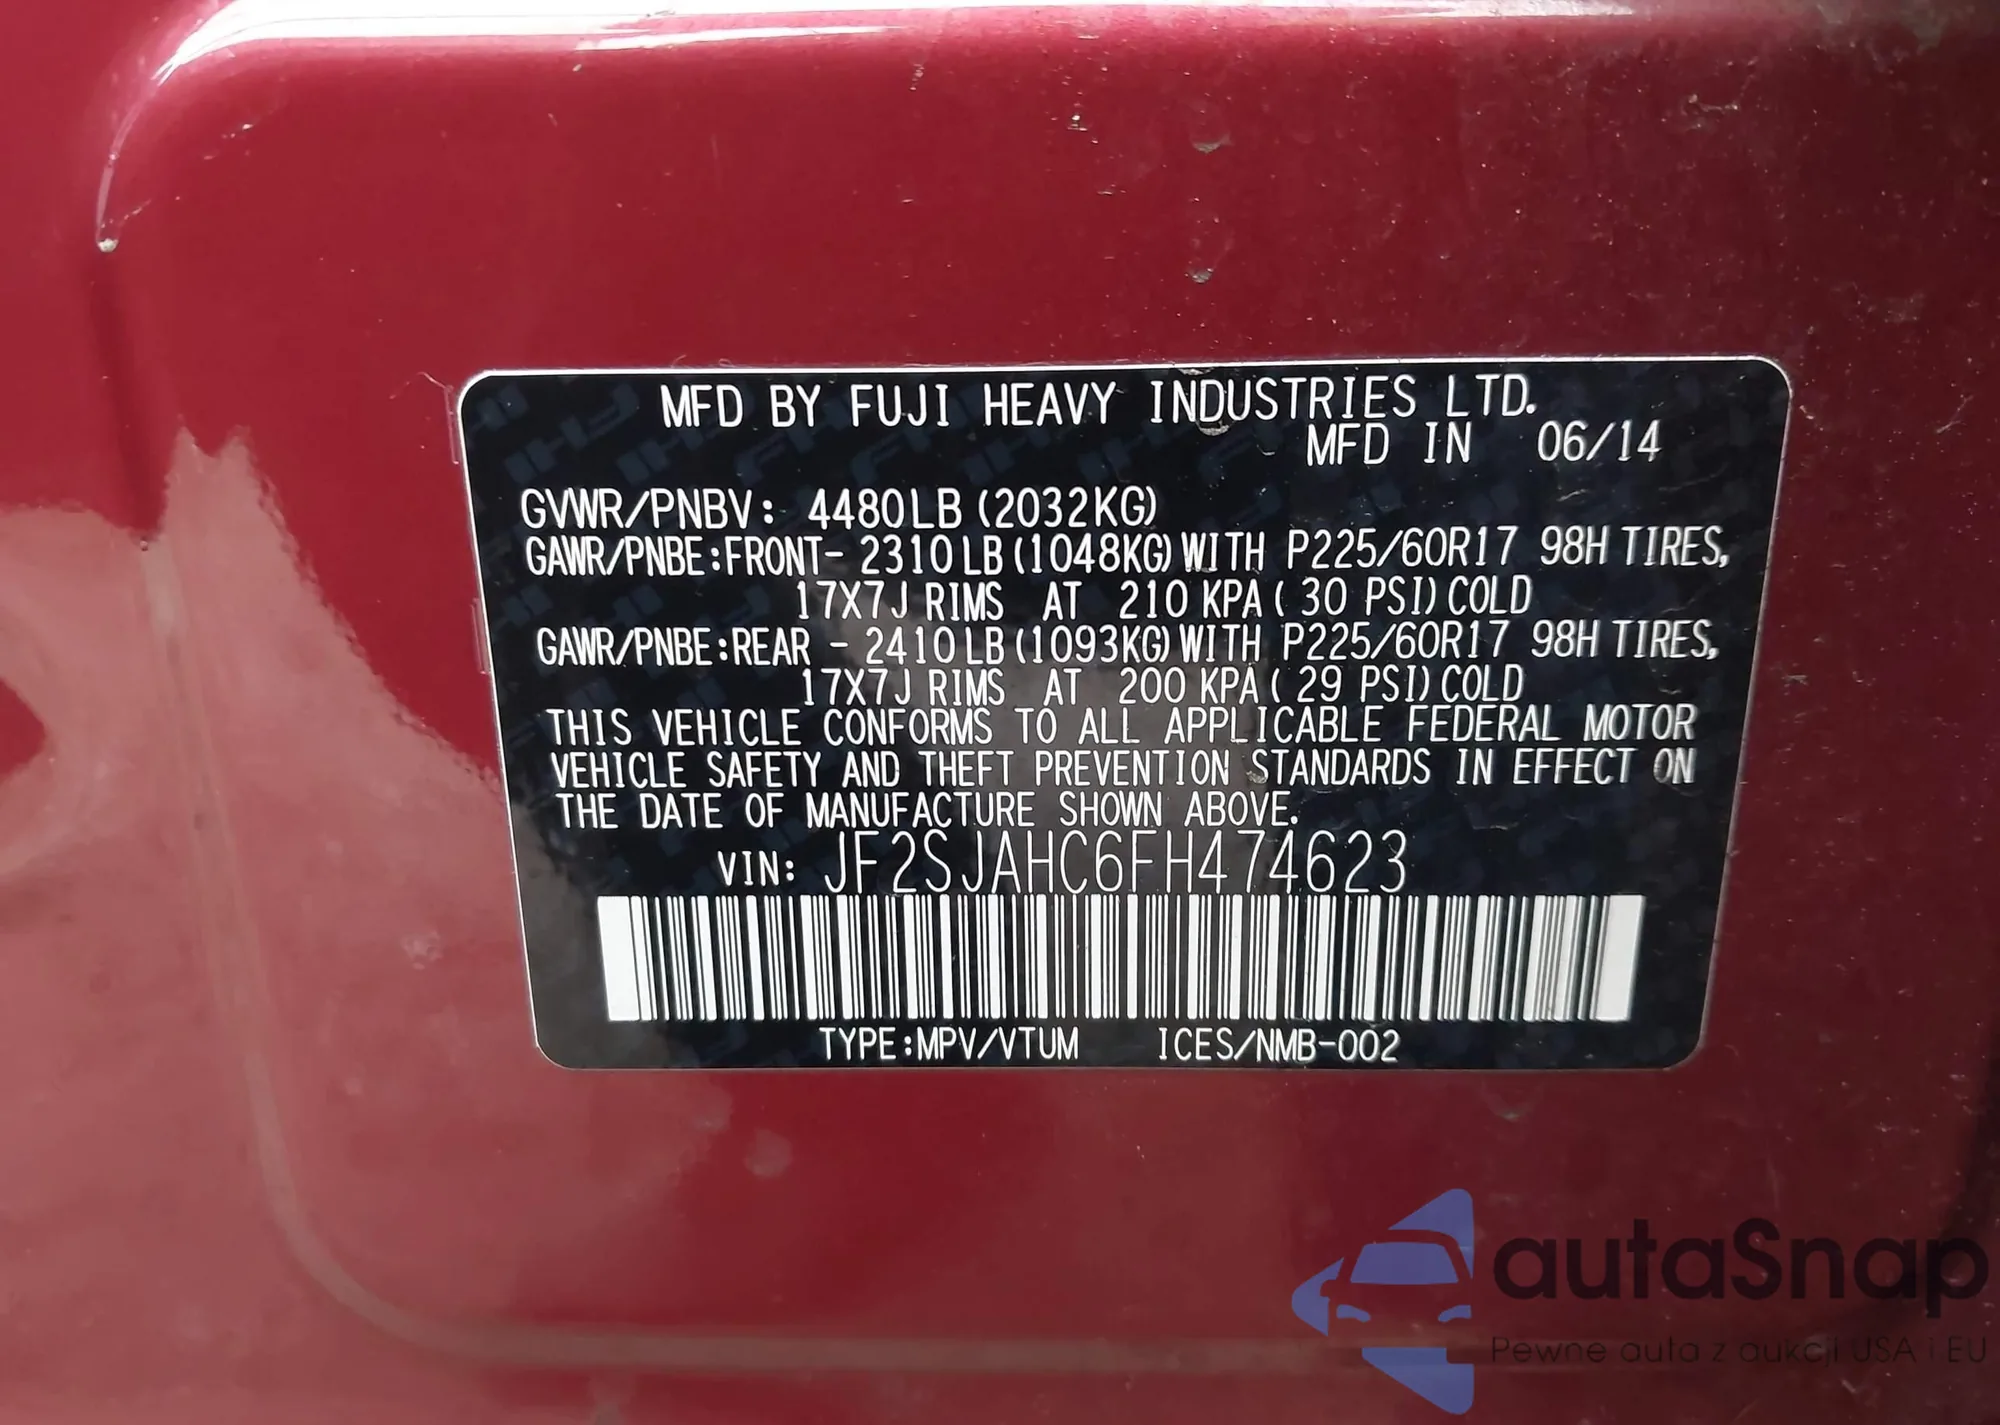 MFD BY FUJI HEAVY INDUSTRIES LTD.
MFD IN 06/14
GVWR/PNBV: 4480LB (2032KG)
GAWR/PNBE:FRONT- 2310LB(1048KG)WITH P225/60R17 98H TIRES,
17X7J RIMS AT 210 KPA( 30 PSI)COLD
GAWR/PNBE:REAR - 2410LB(1093KG)WITH P225/60R17 98H TIRES,
17X7J RIMS AT 200 KPA( 29 PSI)COLD
THIS VEHICLE CONFORMS TO ALL APPLICABLE FEDERAL MOTOR
VEHICLE SAFETY AND THEFT PREVENTION STANDARDS IN EFFECT ON
THE DATE OF MANUFACTURE SHOWN ABOVE.
VIN: JF2SJAHC6FH474623
TYPE:MPV/VTUM ICES/NMB-002
autaSnap
Pewne auta z aukcji USA i EU